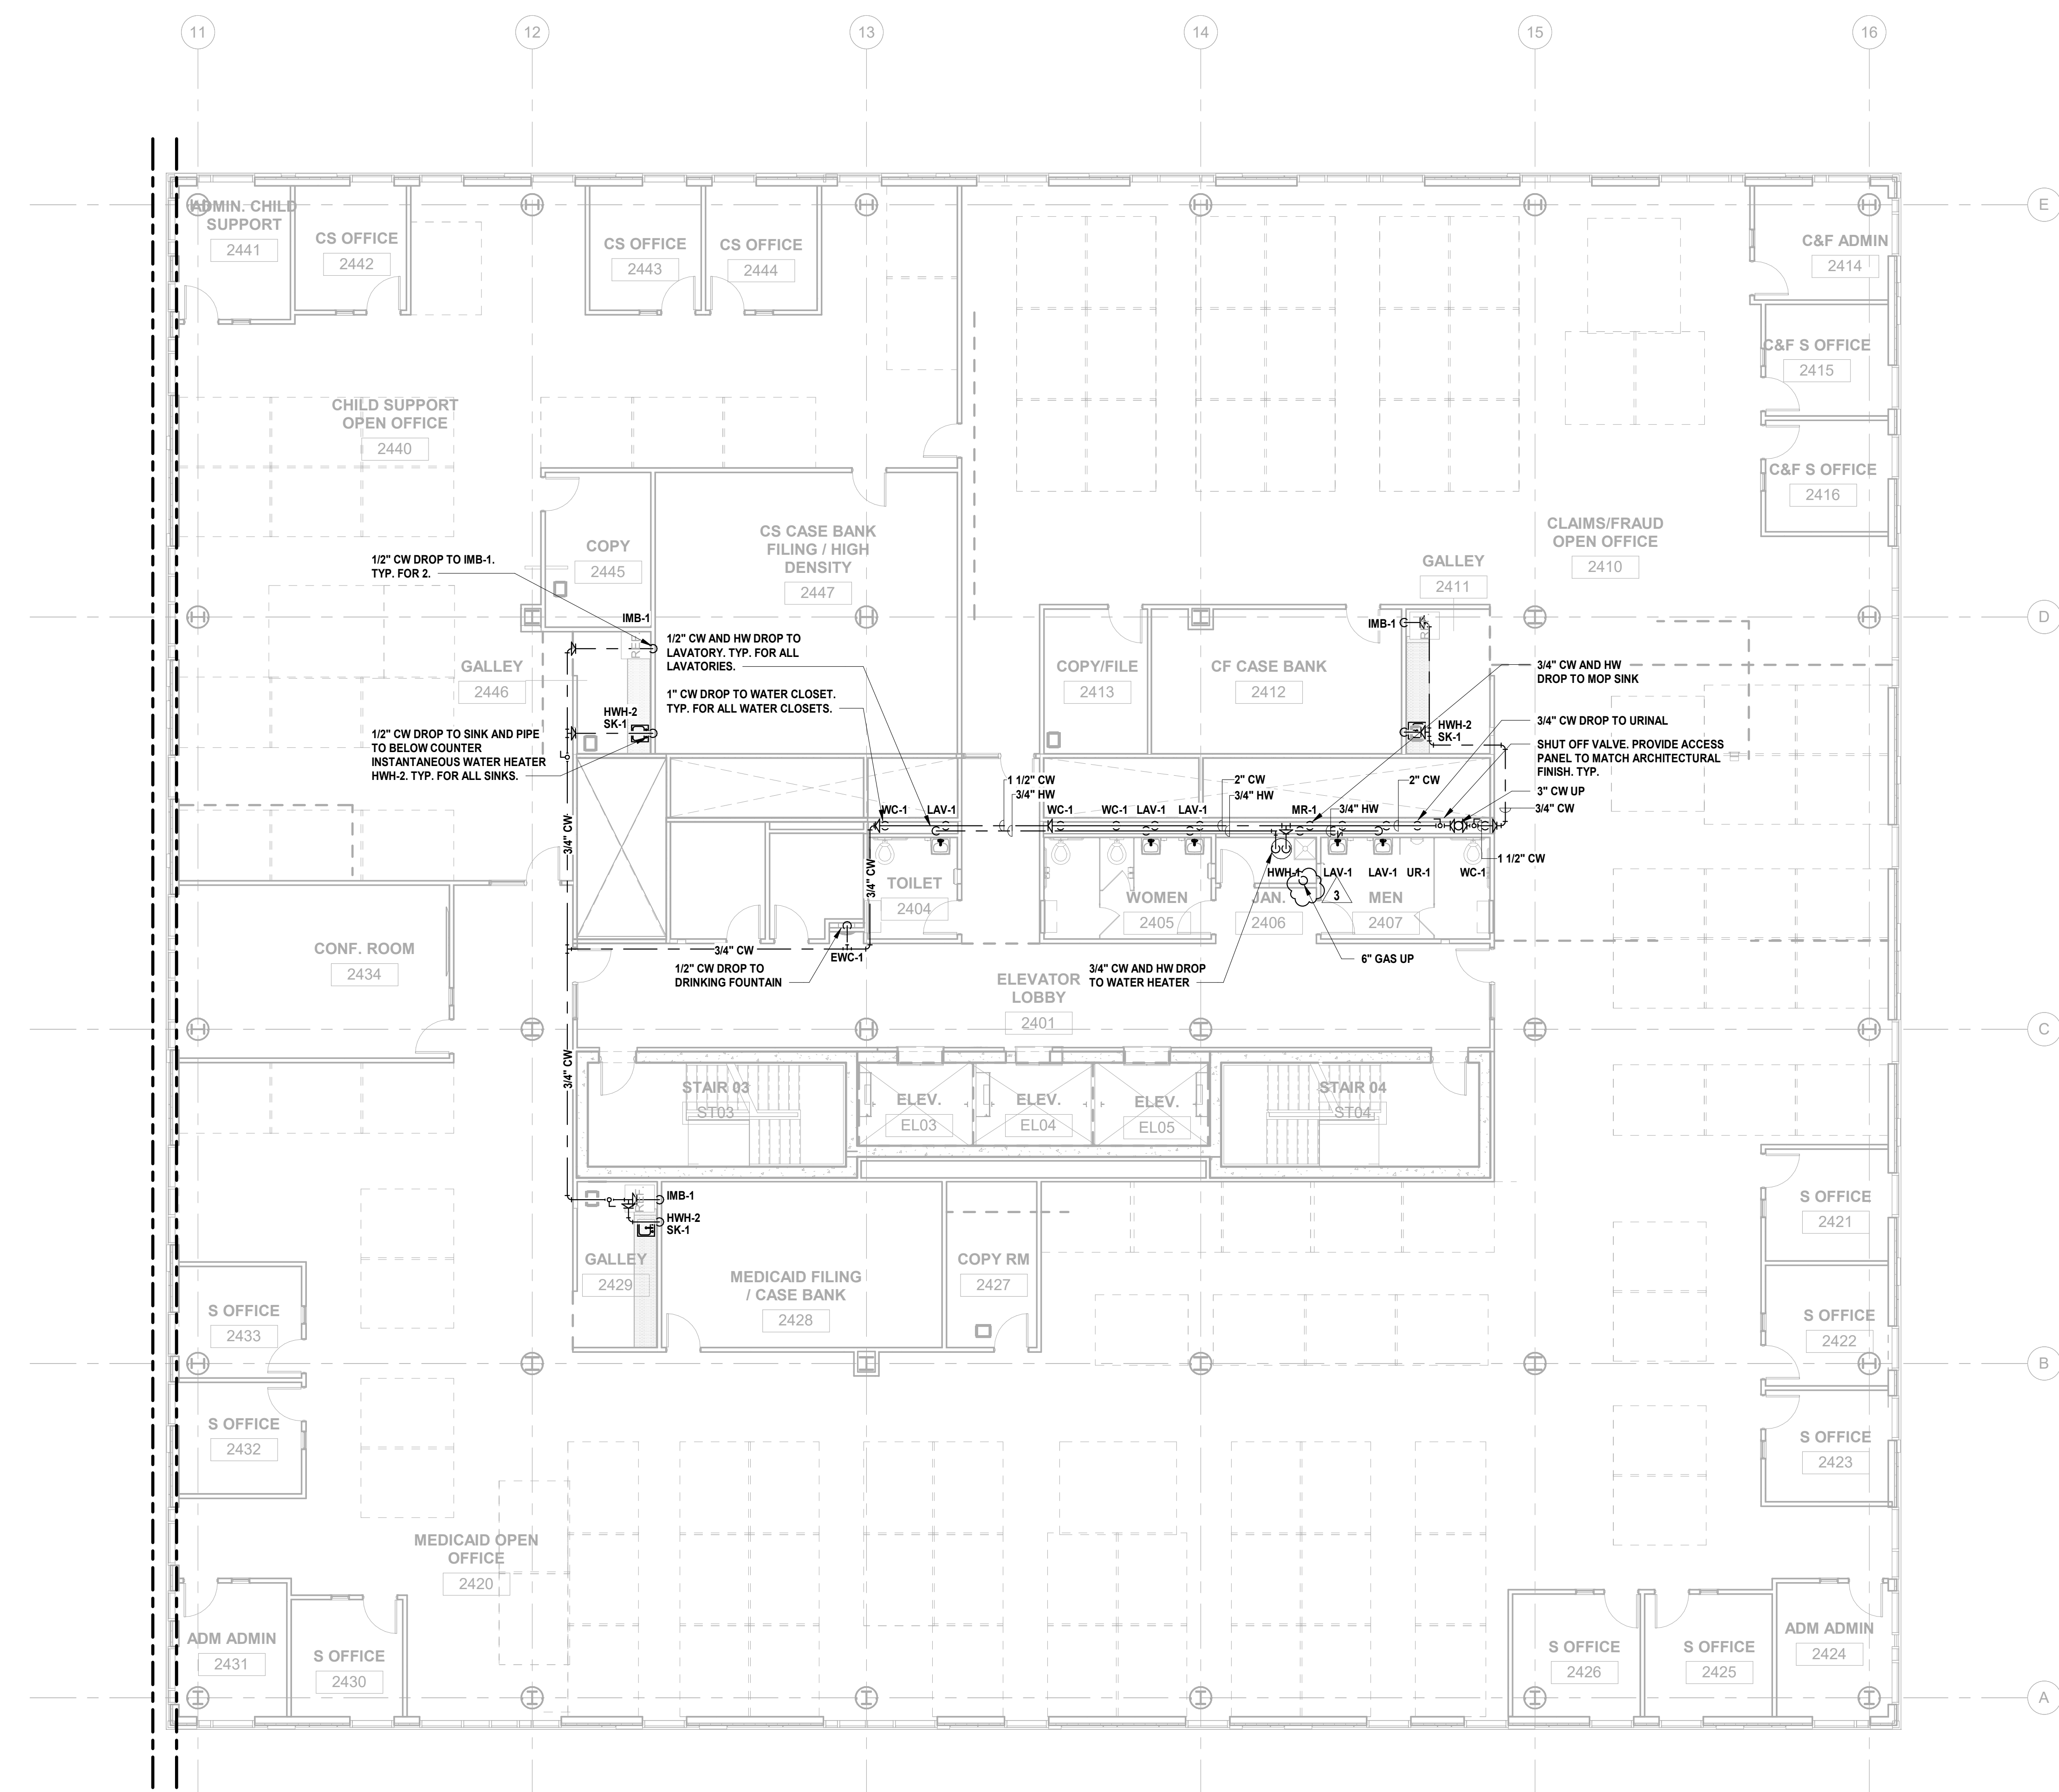 11
12
13
14
15
16
E
ADMIN. CHILD
SUPPORT
2441
CS OFFICE
2442
CS OFFICE
2443
CS OFFICE
2444
C&F ADMIN
2414
C&F S OFFICE
2415
C&F S OFFICE
2416
CHILD SUPPORT
OPEN OFFICE
2440
COPY
2445
CS CASE BANK
FILING / HIGH
DENSITY
2447
CLAIMS/FRAUD
OPEN OFFICE
2410
GALLEY
2411
1/2" CW DROP TO IMB-1.
TYP. FOR 2.
IMB-1
D
1/2" CW AND HW DROP TO
LAVATORY. TYP. FOR ALL
LAVATORIES.
IMB-1
GALLEY
2446
COPY/FILE
2413
CF CASE BANK
2412
3/4" CW AND HW
DROP TO MOP SINK
1" CW DROP TO WATER CLOSET.
TYP. FOR ALL WATER CLOSETS.
HWH-2
SK-1
HWH-2
SK-1
3/4" CW DROP TO URINAL
1/2" CW DROP TO SINK AND PIPE
TO BELOW COUNTER
INSTANTANEOUS WATER HEATER
HWH-2. TYP. FOR ALL SINKS.
SHUT OFF VALVE. PROVIDE ACCESS
PANEL TO MATCH ARCHITECTURAL
FINISH. TYP.
1 1/2" CW
3/4" HW
2" CW
3/4" HW
2" CW
3" CW UP
3/4" CW
WC-1
LAV-1
WC-1
WC-1
LAV-1
LAV-1
MR-1
3/4" HW
3/4" CW
3/4" CW
1 1/2" CW
TOILET
2404
HWH-1
LAV-1
LAV-1
UR-1
WC-1
3
WOMEN
2405
JAN.
2406
MEN
2407
CONF. ROOM
2434
3/4" CW
EWC-1
6" GAS UP
1/2" CW DROP TO
DRINKING FOUNTAIN
3/4" CW AND HW DROP
TO WATER HEATER
ELEVATOR
LOBBY
2401
C
3/4" CW
STAIR 03
ST03
ELEV.
EL03
ELEV.
EL04
ELEV.
EL05
STAIR 04
ST04
IMB-1
HWH-2
SK-1
S OFFICE
2421
GALLEY
2429
MEDICAID FILING
/ CASE BANK
2428
COPY RM
2427
S OFFICE
2433
S OFFICE
2422
B
S OFFICE
2432
S OFFICE
2423
MEDICAID OPEN
OFFICE
2420
ADM ADMIN
2431
S OFFICE
2430
S OFFICE
2426
S OFFICE
2425
ADM ADMIN
2424
A